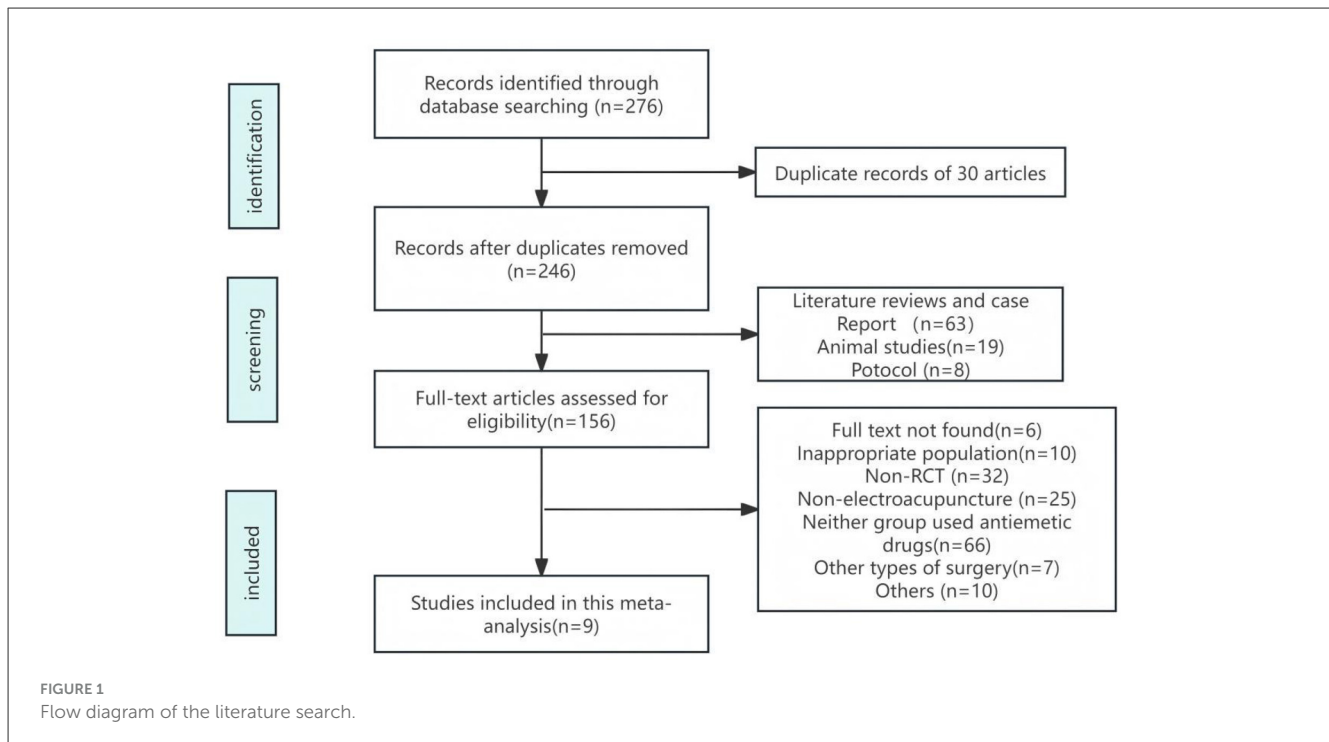 identification
Records identified through
database searching (n=276)
Duplicate records of 30 articles
Records after duplicates removed
(n=246)
screening
Literature reviews and case
Report (n=63)
Animal studies(n=19)
Potocol (n=8)
Full-text articles assessed for
eligibility(n=156)
Full text not found(n=6)
Inappropriate population(n=10)
Non-RCT (n=32)
Non-electroacupuncture (n=25)
Neither group used antiemetic
drugs(n=66)
Other types of surgery(n=7)
Others (n=10)
included
Studies included in this meta-
analysis(n=9)
FIGURE 1
Flow diagram of the literature search.